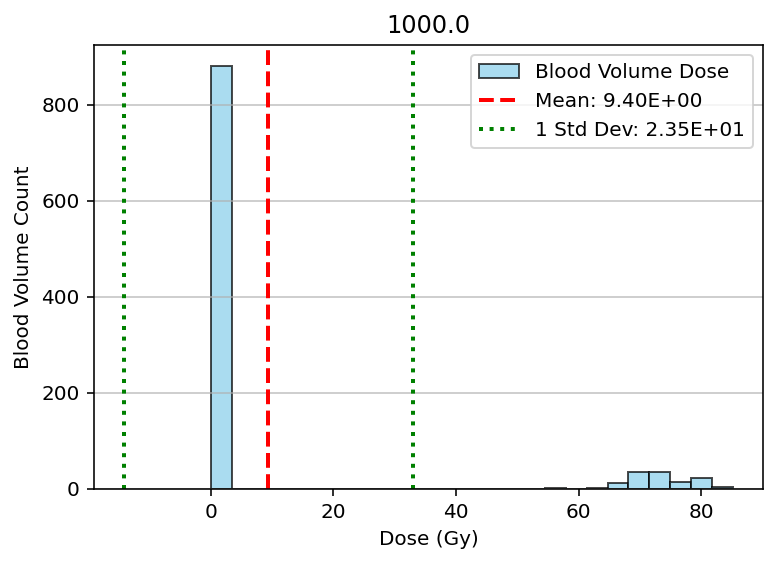 1000.0
Blood Volume Dose
Mean: 9.40E+00
1 Std Dev: 2.35E+01
Blood Volume Count
800
600
400
200
0
0 20 40 60 80
Dose (Gy)